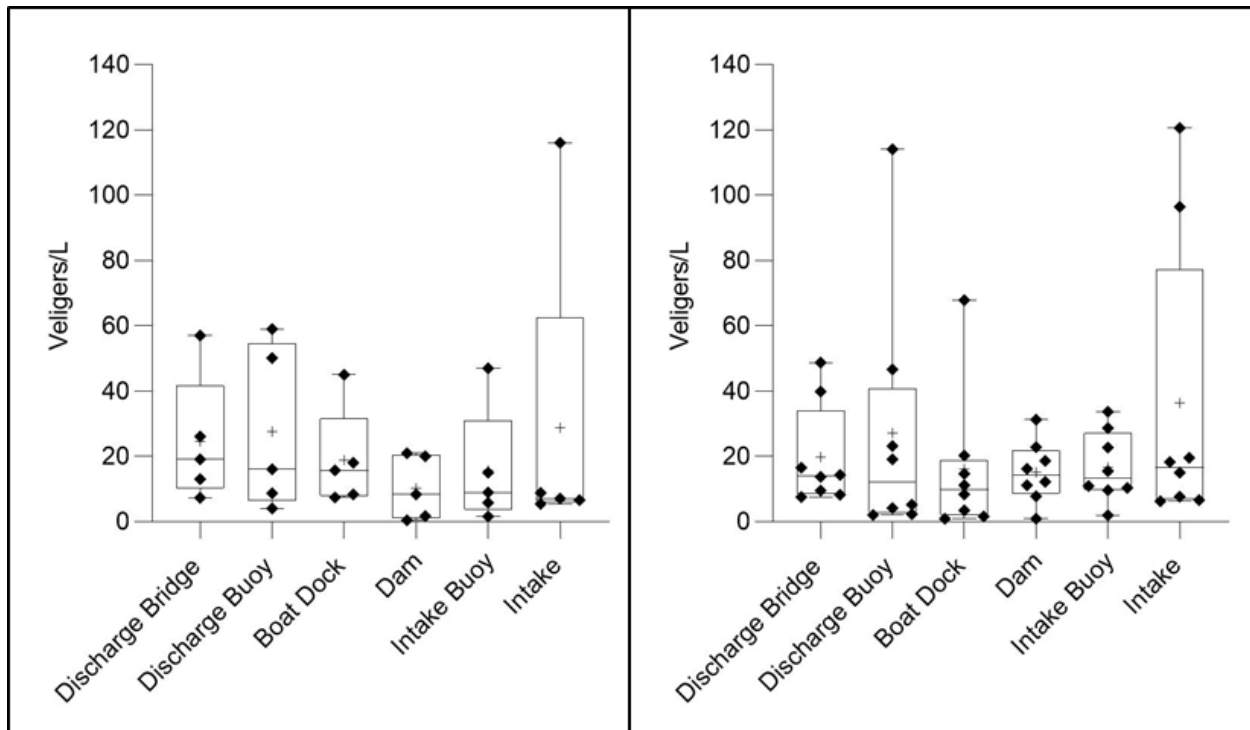 140
120
100
80
60
40
20
0
Veligers/L
Discharge Bridge
Discharge Buoy
Boat Dock
Dam
Intake Buoy
Intake
140
120
100
80
60
40
20
0
Veligers/L
Discharge Bridge
Discharge Buoy
Boat Dock
Dam
Intake Buoy
Intake